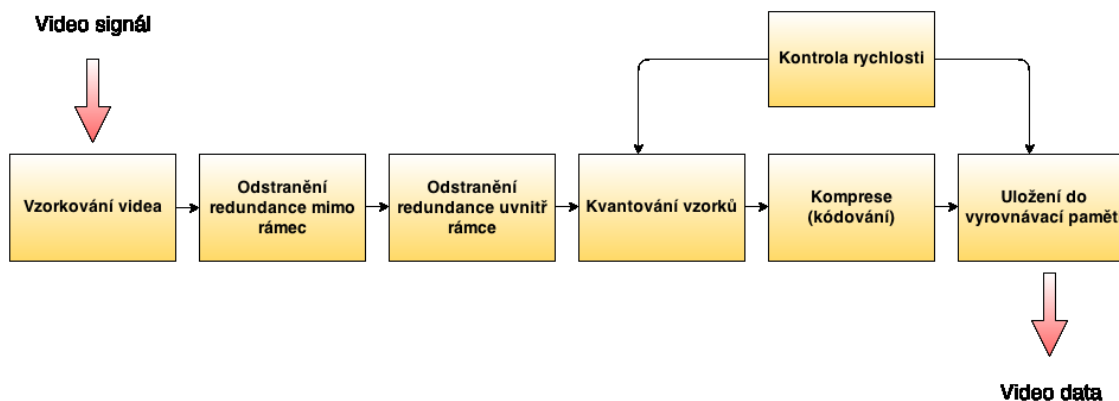 Video signál
Kontrola rychlosti
Vzorkování videa
Odstranění
redundance mimo
rámec
Odstranění
redundance uvnitř
rámce
Kvantování vzorků
Komprese
(kódování)
Uložení do
vyrovnávací pamět
Video data